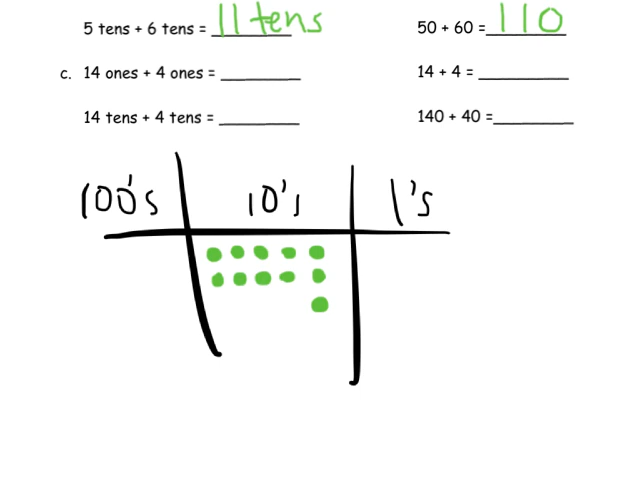 5 tens + 6 tens = 11 tens 50 + 60 = 110
c. 14 ones + 4 ones = ________ 14 + 4 = ________
14 tens + 4 tens = ________ 140 + 40 = ________
100's 10's 1's